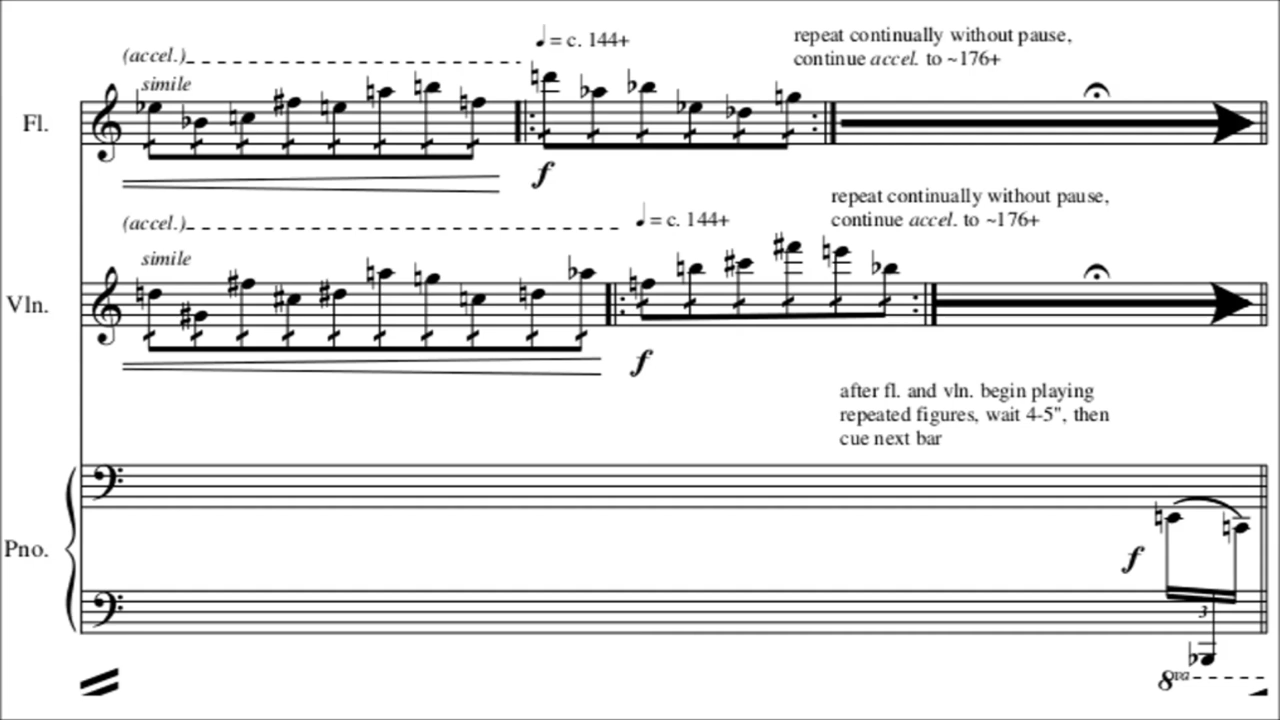 (accel.)
♩ = c. 144+
repeat continually without pause,
continue accel. to ~176+
simile
Fl.
f
repeat continually without pause,
continue accel. to ~176+
(accel.)
♩ = c. 144+
simile
Vln.
f
after fl. and vln. begin playing
repeated figures, wait 4-5", then
cue next bar
Pno.
f
3
8va